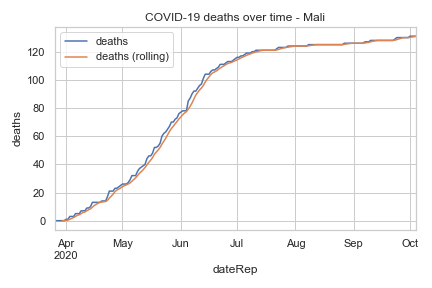 COVID-19 deaths over time - Mali
deaths
deaths (rolling)
deaths
120
100
80
60
40
20
0
Apr
2020
May
Jun
Jul
Aug
Sep
Oct
dateRep